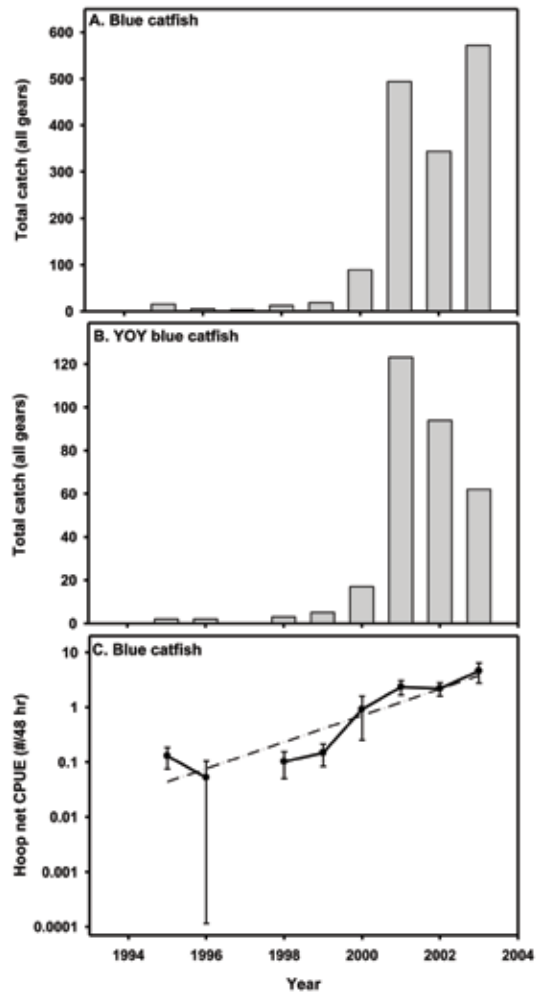 A. Blue catfish
600
500
400
300
200
100
0
Total catch (all gears)
B. YOY blue catfish
120
100
80
60
40
20
0
Total catch (all gears)
C. Blue catfish
10
1
0.1
0.01
0.001
0.0001
Hoop net CPUE (#/48 hr)
1994 1996 1998 2000 2002 2004
Year